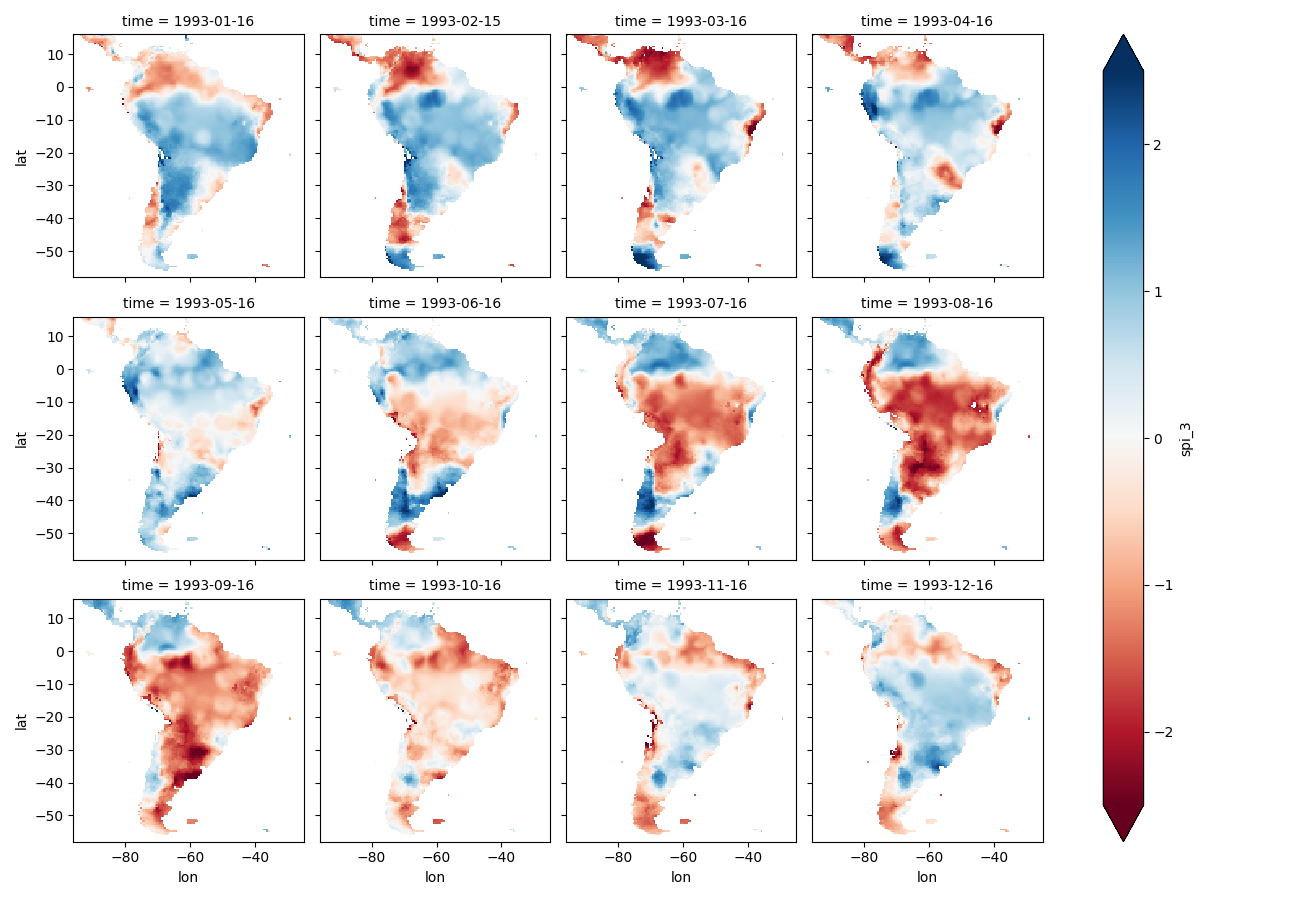 time = 1993-01-16
time = 1993-02-15
time = 1993-03-16
time = 1993-04-16
10
0
−10
−20
−30
−40
−50
lat
time = 1993-05-16
time = 1993-06-16
time = 1993-07-16
time = 1993-08-16
10
0
−10
−20
−30
−40
−50
lat
time = 1993-09-16
time = 1993-10-16
time = 1993-11-16
time = 1993-12-16
10
0
−10
−20
−30
−40
−50
lat
−80
−60
−40
lon
−80
−60
−40
lon
−80
−60
−40
lon
−80
−60
−40
lon
2
1
0
−1
−2
spi_3